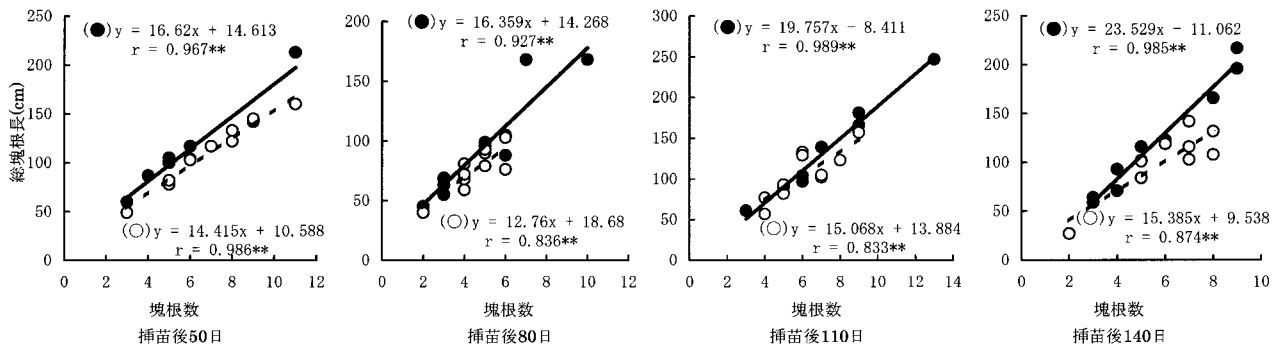 総塊根長(cm)
250
200
150
100
50
0
(●)y = 16.62x + 14.613
r = 0.967**
(○)y = 14.415x + 10.588
r = 0.986**
0 2 4 6 8 10 12
塊根数
挿苗後50日
200
150
100
50
0
(●)y = 16.359x + 14.268
r = 0.927**
(○)y = 12.76x + 18.68
r = 0.836**
0 2 4 6 8 10 12
塊根数
挿苗後80日
300
250
200
150
100
50
0
(●)y = 19.757x − 8.411
r = 0.989**
(○)y = 15.068x + 13.884
r = 0.833**
0 2 4 6 8 10 12 14
塊根数
挿苗後110日
250
200
150
100
50
0
(●)y = 23.529x − 11.062
r = 0.985**
(○)y = 15.385x + 9.538
r = 0.874**
0 2 4 6 8 10
塊根数
挿苗後140日